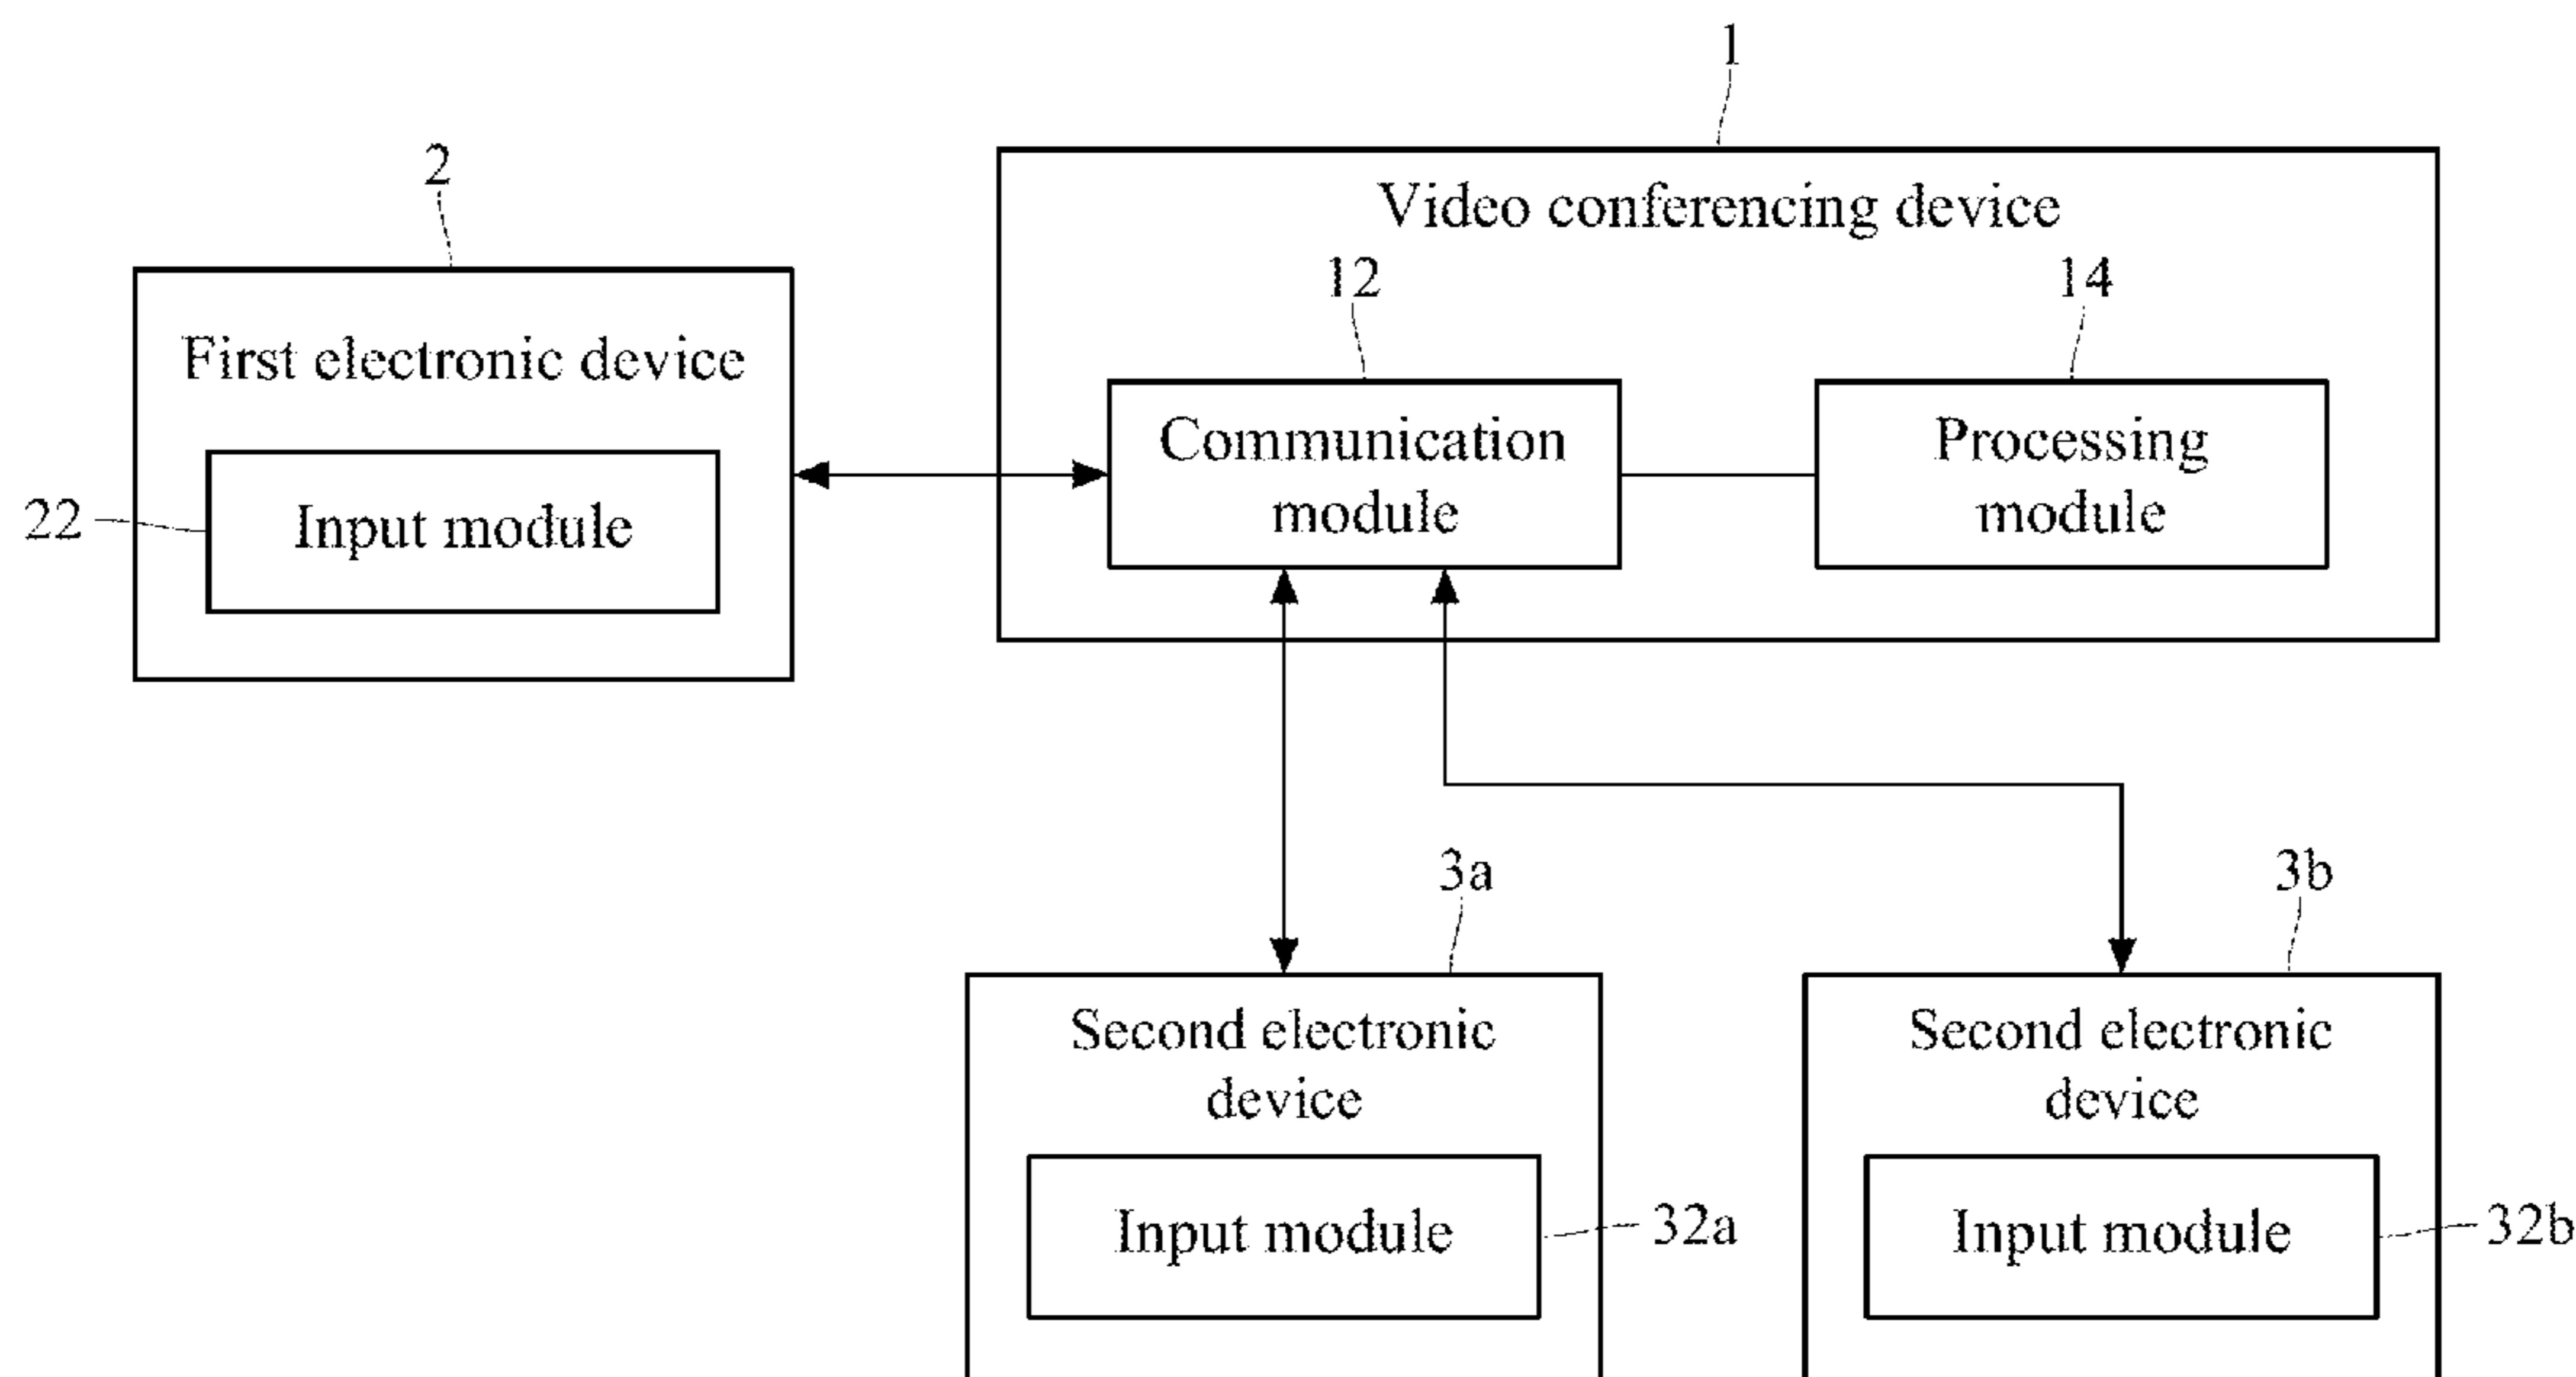 1
2
Video conferencing device
12
14
First electronic device
Communication
module
Processing
module
22
Input module
3a
3b
Second electronic
device
Second electronic
device
Input module
32a
Input module
32b